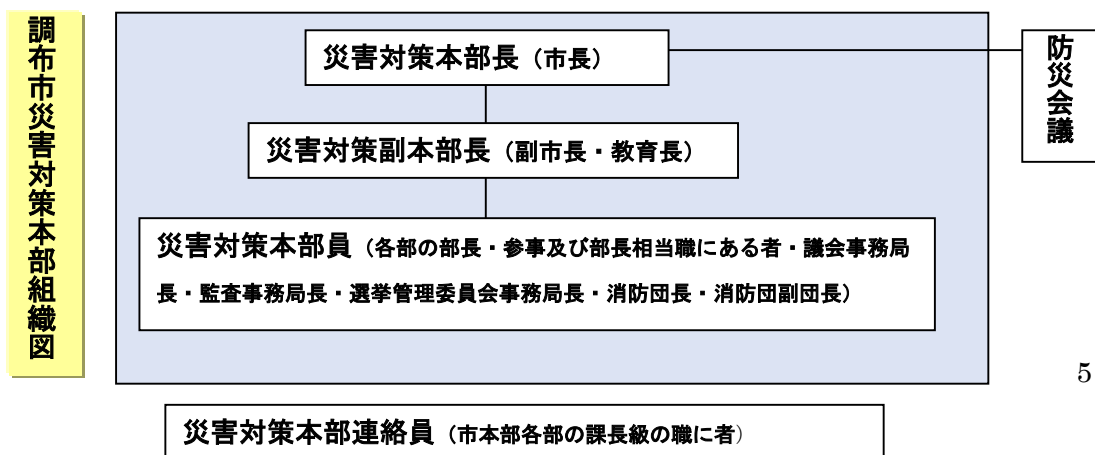 調布市災害対策本部組織図
災害対策本部長（市長）
防災会議
災害対策副本部長（副市長・教育長）
災害対策本部員（各部の部長・参事及び部長相当職にある者・議会事務局
長・監査事務局長・選挙管理委員会事務局長・消防団長・消防団副団長）
5
災害対策本部連絡員（市本部各部の課長級の職に者）